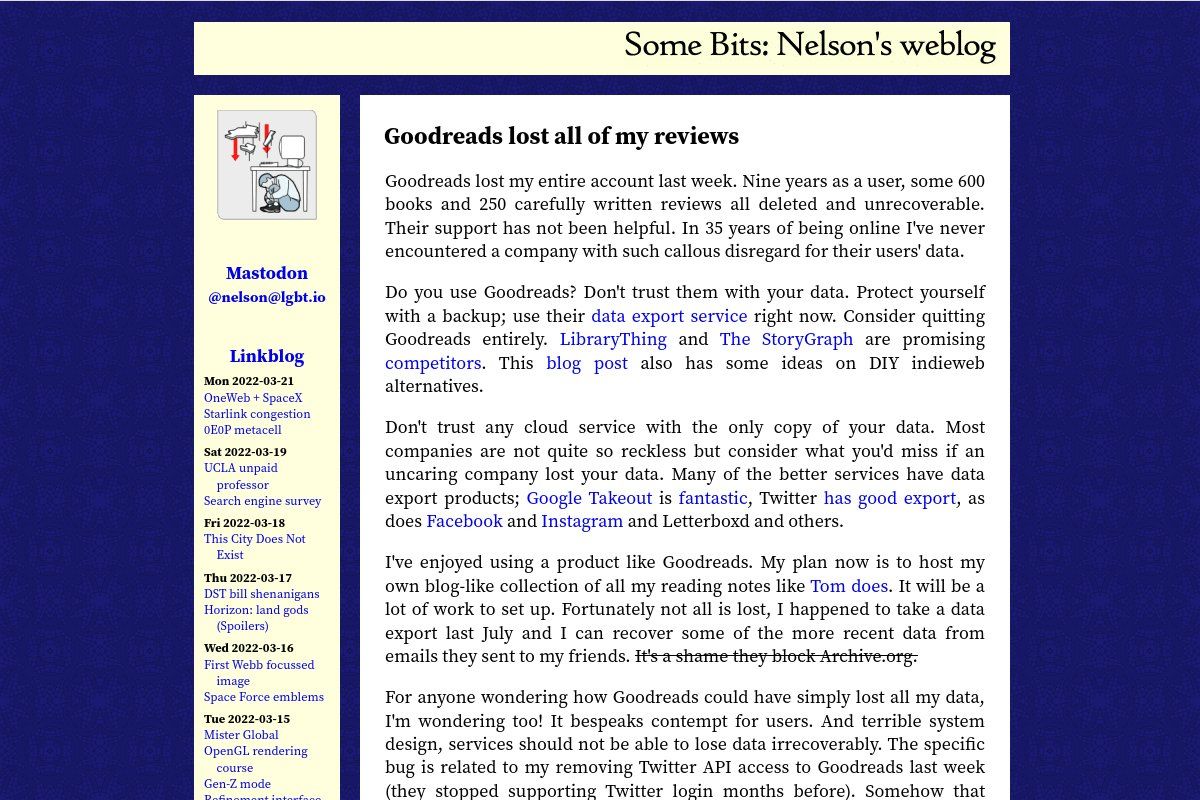 Some Bits: Nelson's weblog
Mastodon
@nelson@lgbt.io
Linkblog
Mon 2022-03-21
OneWeb + SpaceX
Starlink congestion
0E0P metacell
Sat 2022-03-19
UCLA unpaid
professor
Search engine survey
Fri 2022-03-18
This City Does Not
Exist
Thu 2022-03-17
DST bill shenanigans
Horizon: land gods
(Spoilers)
Wed 2022-03-16
First Webb focussed
image
Space Force emblems
Tue 2022-03-15
Mister Global
OpenGL rendering
course
Gen-Z mode
Refinement interface
Goodreads lost all of my reviews
Goodreads lost my entire account last week. Nine years as a user, some 600
books and 250 carefully written reviews all deleted and unrecoverable.
Their support has not been helpful. In 35 years of being online I've never
encountered a company with such callous disregard for their users' data.
Do you use Goodreads? Don't trust them with your data. Protect yourself
with a backup; use their data export service right now. Consider quitting
Goodreads entirely. LibraryThing and The StoryGraph are promising
competitors. This blog post also has some ideas on DIY indieweb
alternatives.
Don't trust any cloud service with the only copy of your data. Most
companies are not quite so reckless but consider what you'd miss if an
uncaring company lost your data. Many of the better services have data
export products; Google Takeout is fantastic, Twitter has good export, as
does Facebook and Instagram and Letterboxd and others.
I've enjoyed using a product like Goodreads. My plan now is to host my
own blog-like collection of all my reading notes like Tom does. It will be a
lot of work to set up. Fortunately not all is lost, I happened to take a data
export last July and I can recover some of the more recent data from
emails they sent to my friends. It's a shame they block Archive.org.
For anyone wondering how Goodreads could have simply lost all my data,
I'm wondering too! It bespeaks contempt for users. And terrible system
design, services should not be able to lose data irrecoverably. The specific
bug is related to my removing Twitter API access to Goodreads last week
(they stopped supporting Twitter login months before). Somehow that